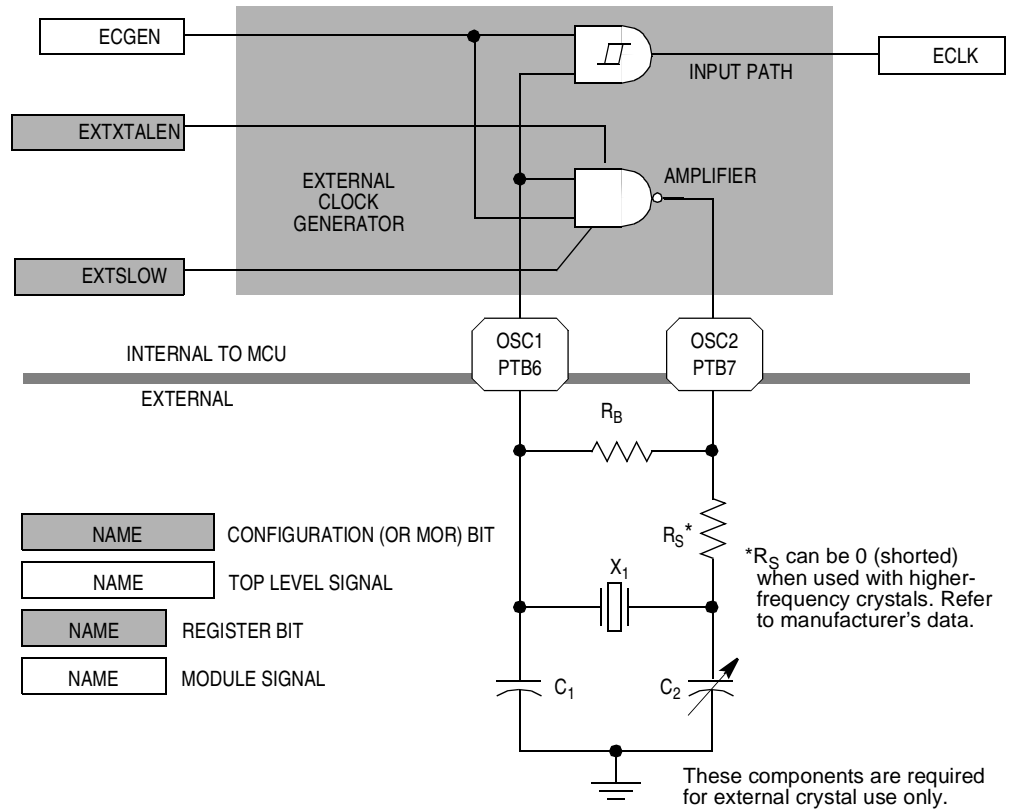 ECGEN
ECLK
INPUT PATH
EXTXTALEN
AMPLIFIER
EXTERNAL
CLOCK
GENERATOR
EXTSLOW
OSC1
PTB6
OSC2
PTB7
INTERNAL TO MCU
EXTERNAL
RB
NAME CONFIGURATION (OR MOR) BIT
RS*
*RS can be 0 (shorted)
when used with higher-
frequency crystals. Refer
to manufacturer's data.
X1
NAME TOP LEVEL SIGNAL
NAME REGISTER BIT
NAME MODULE SIGNAL
C1
C2
These components are required
for external crystal use only.